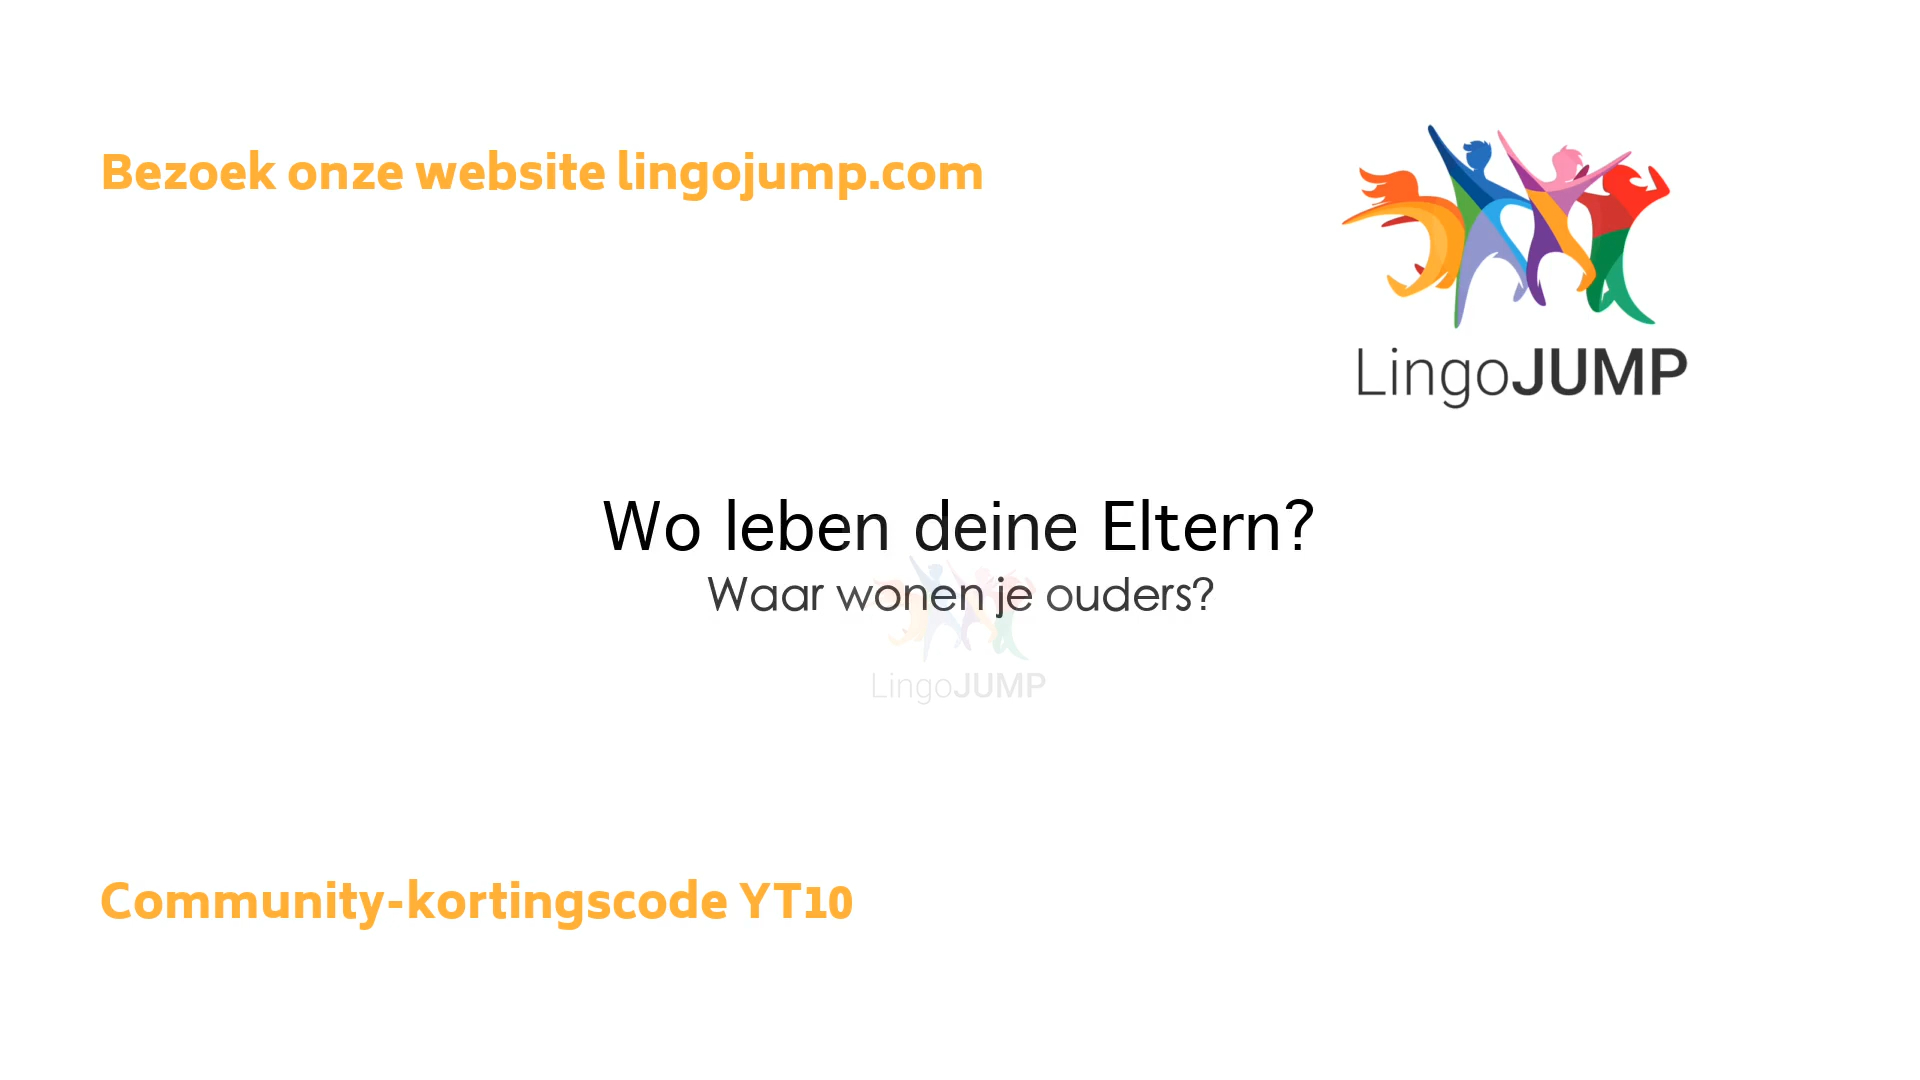 Bezoek onze website lingojump.com
LingoJUMP
Wo leben deine Eltern?
Waar wonen je ouders?
LingoJUMP
Community-kortingscode YT10